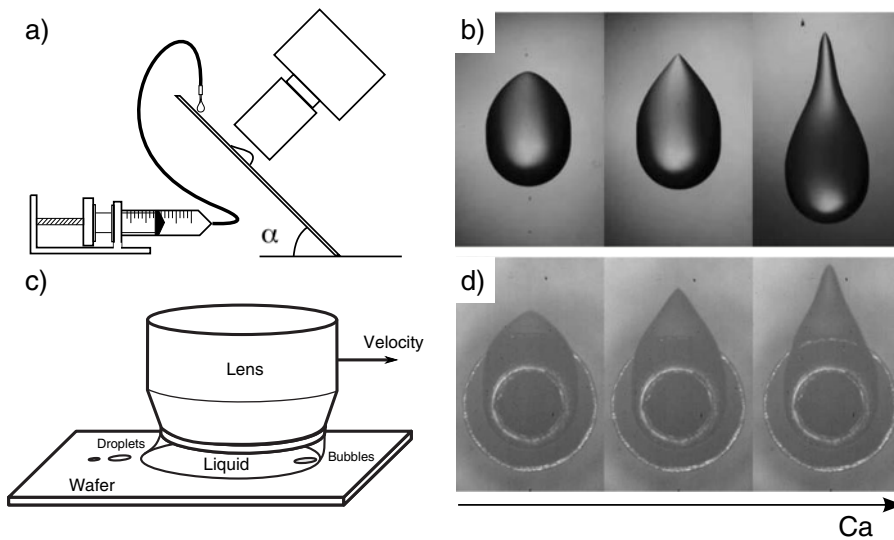 a)
α
b)
c)
Velocity
Lens
Droplets
Liquid
Bubbles
Wafer
d)
Ca